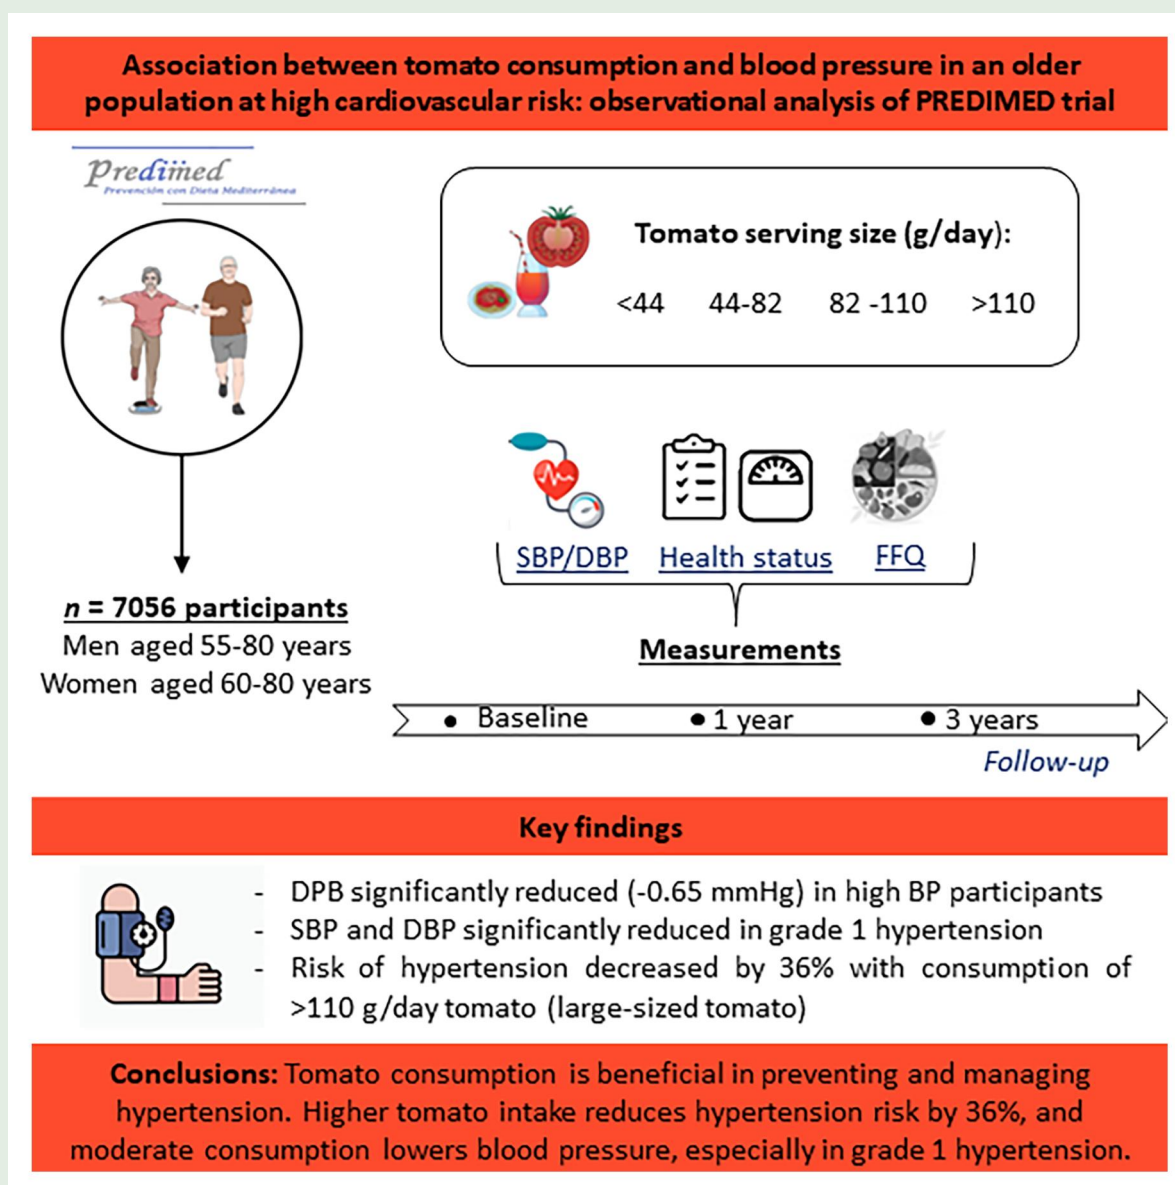 Association between tomato consumption and blood pressure in an older
population at high cardiovascular risk: observational analysis of PREDIMED trial
Predimed
Prevención con Dieta Mediterránea
Tomato serving size (g/day):
<44 44-82 82 -110 >110
SBP/DBP Health status FFQ
Measurements
n = 7056 participants
Men aged 55-80 years
Women aged 60-80 years
• Baseline • 1 year • 3 years
Follow-up
Key findings
- DPB significantly reduced (-0.65 mmHg) in high BP participants
- SBP and DBP significantly reduced in grade 1 hypertension
- Risk of hypertension decreased by 36% with consumption of
>110 g/day tomato (large-sized tomato)
Conclusions: Tomato consumption is beneficial in preventing and managing
hypertension. Higher tomato intake reduces hypertension risk by 36%, and
moderate consumption lowers blood pressure, especially in grade 1 hypertension.